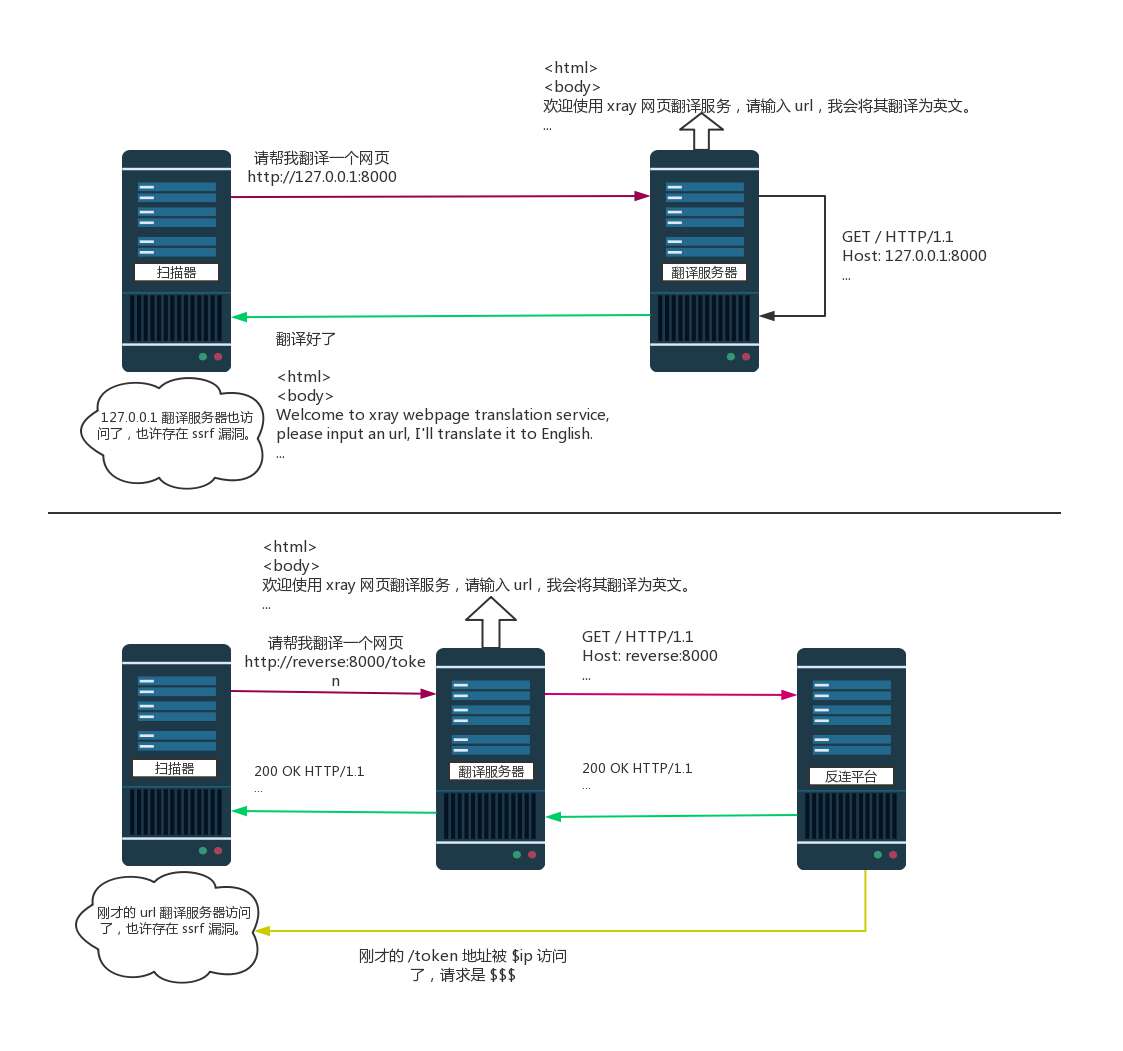 <html>
<body>
欢迎使用 xray 网页翻译服务，请输入 url，我会将其翻译为英文。
...
请帮我翻译一个网页
http://127.0.0.1:8000
GET / HTTP/1.1
Host: 127.0.0.1:8000
...
扫描器
翻译服务器
翻译好了
<html>
<body>
Welcome to xray webpage translation service,
please input an url, I'll translate it to English.
...
127.0.0.1 翻译服务器也访
问了，也许存在 ssrf 漏洞。
<html>
<body>
欢迎使用 xray 网页翻译服务，请输入 url，我会将其翻译为英文。
...
请帮我翻译一个网页
http://reverse:8000/toke
n
GET / HTTP/1.1
Host: reverse:8000
...
扫描器
翻译服务器
反连平台
200 OK HTTP/1.1
...
200 OK HTTP/1.1
...
刚才的 url 翻译服务器访问
了，也许存在 ssrf 漏洞。
刚才的 /token 地址被 $ip 访问
了，请求是 $$$